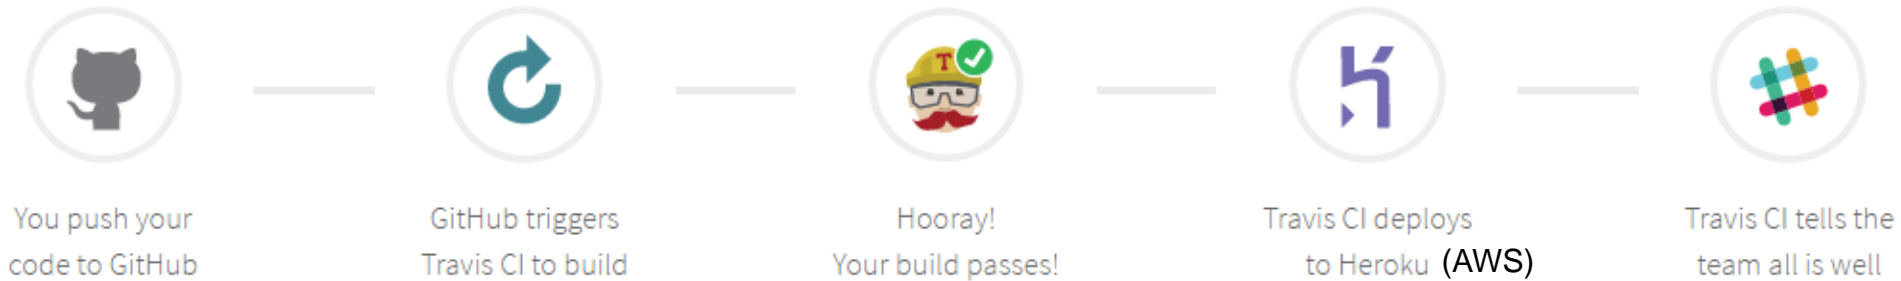 T
You push your
code to GitHub
GitHub triggers
Travis CI to build
Hooray!
Your build passes!
Travis CI deploys
to Heroku (AWS)
Travis CI tells the
team all is well